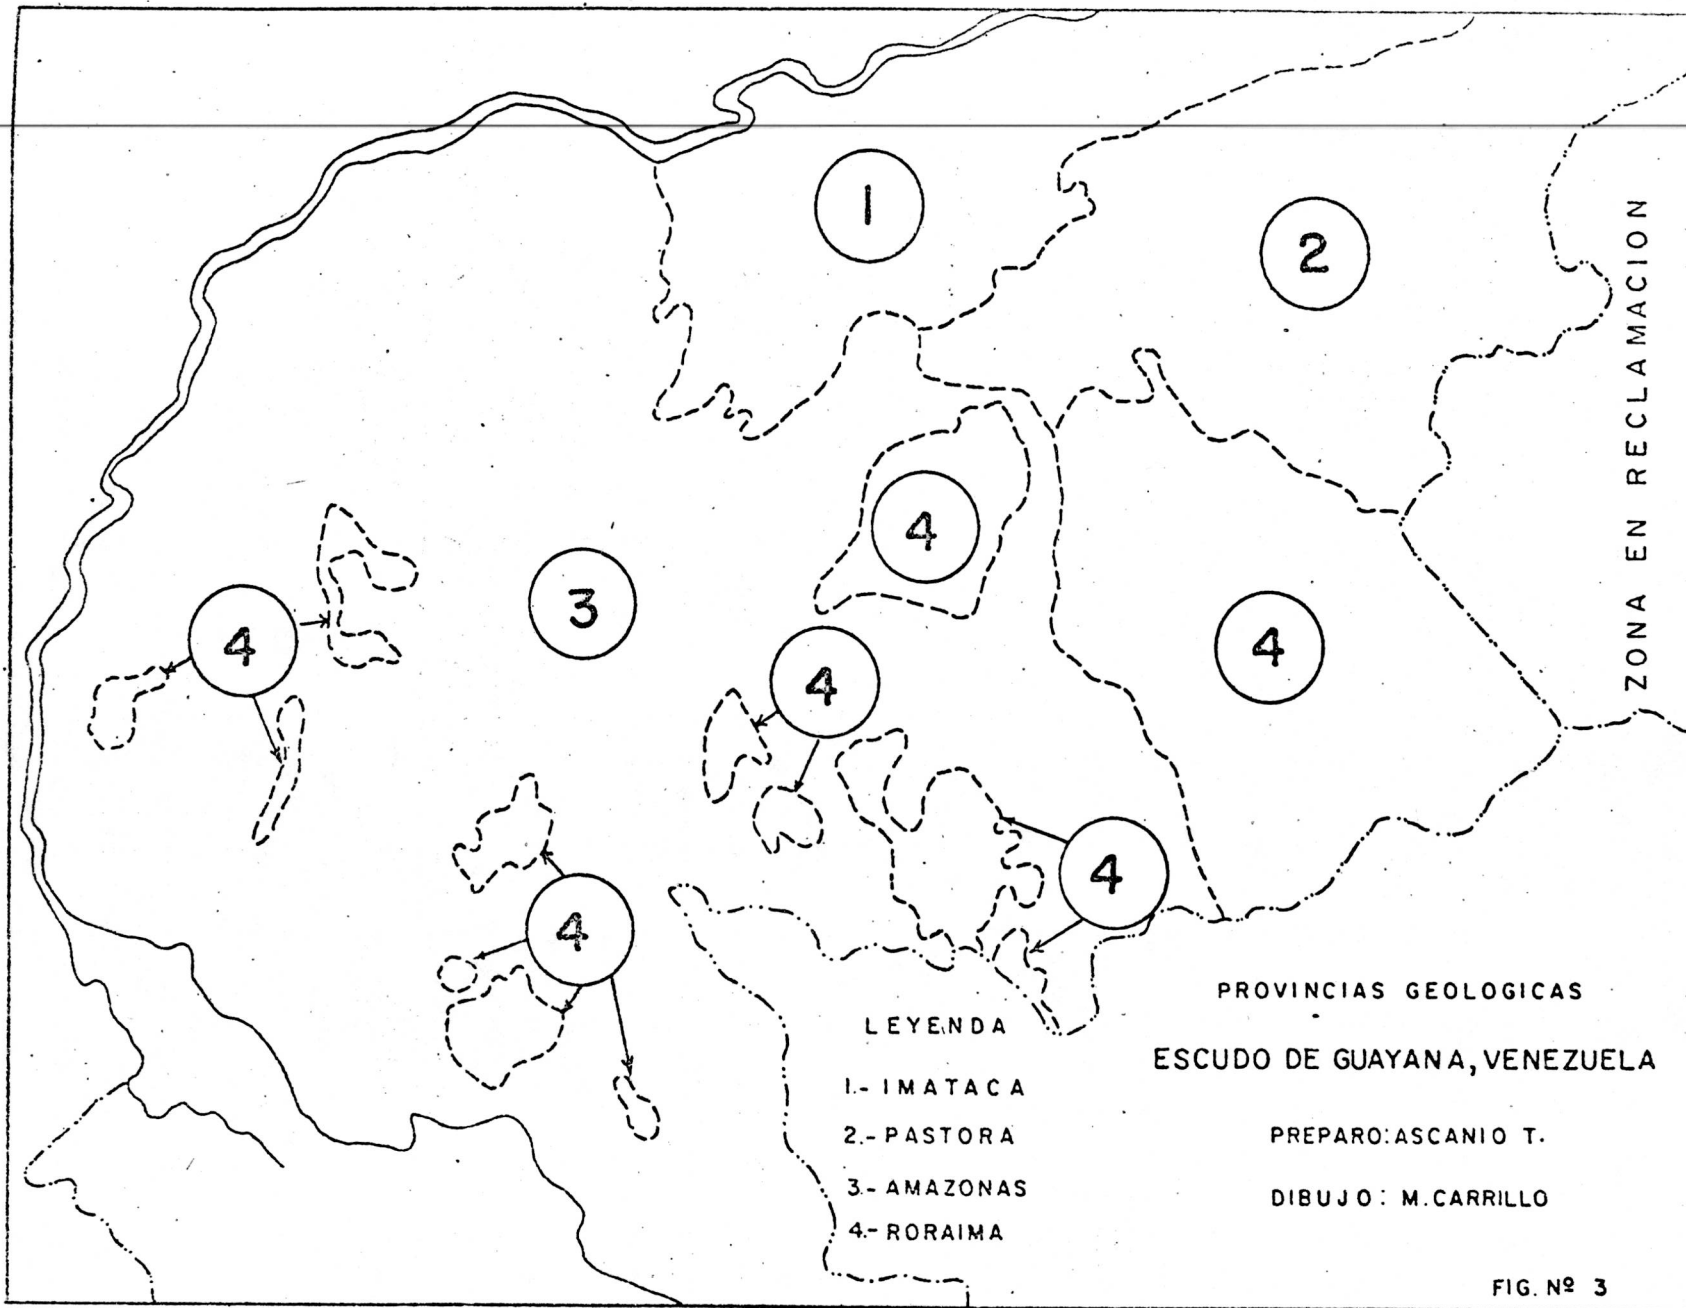 1
2
ZONA EN RECLAMACION
4
3
4
4
4
4
4
LEYENDA
1.- IMATACA
2.- PASTORA
3.- AMAZONAS
4.- RORAIMA
PROVINCIAS GEOLOGICAS
ESCUDO DE GUAYANA, VENEZUELA
PREPARO: ASCANIO T.
DIBUJO: M. CARRILLO
FIG. Nº 3